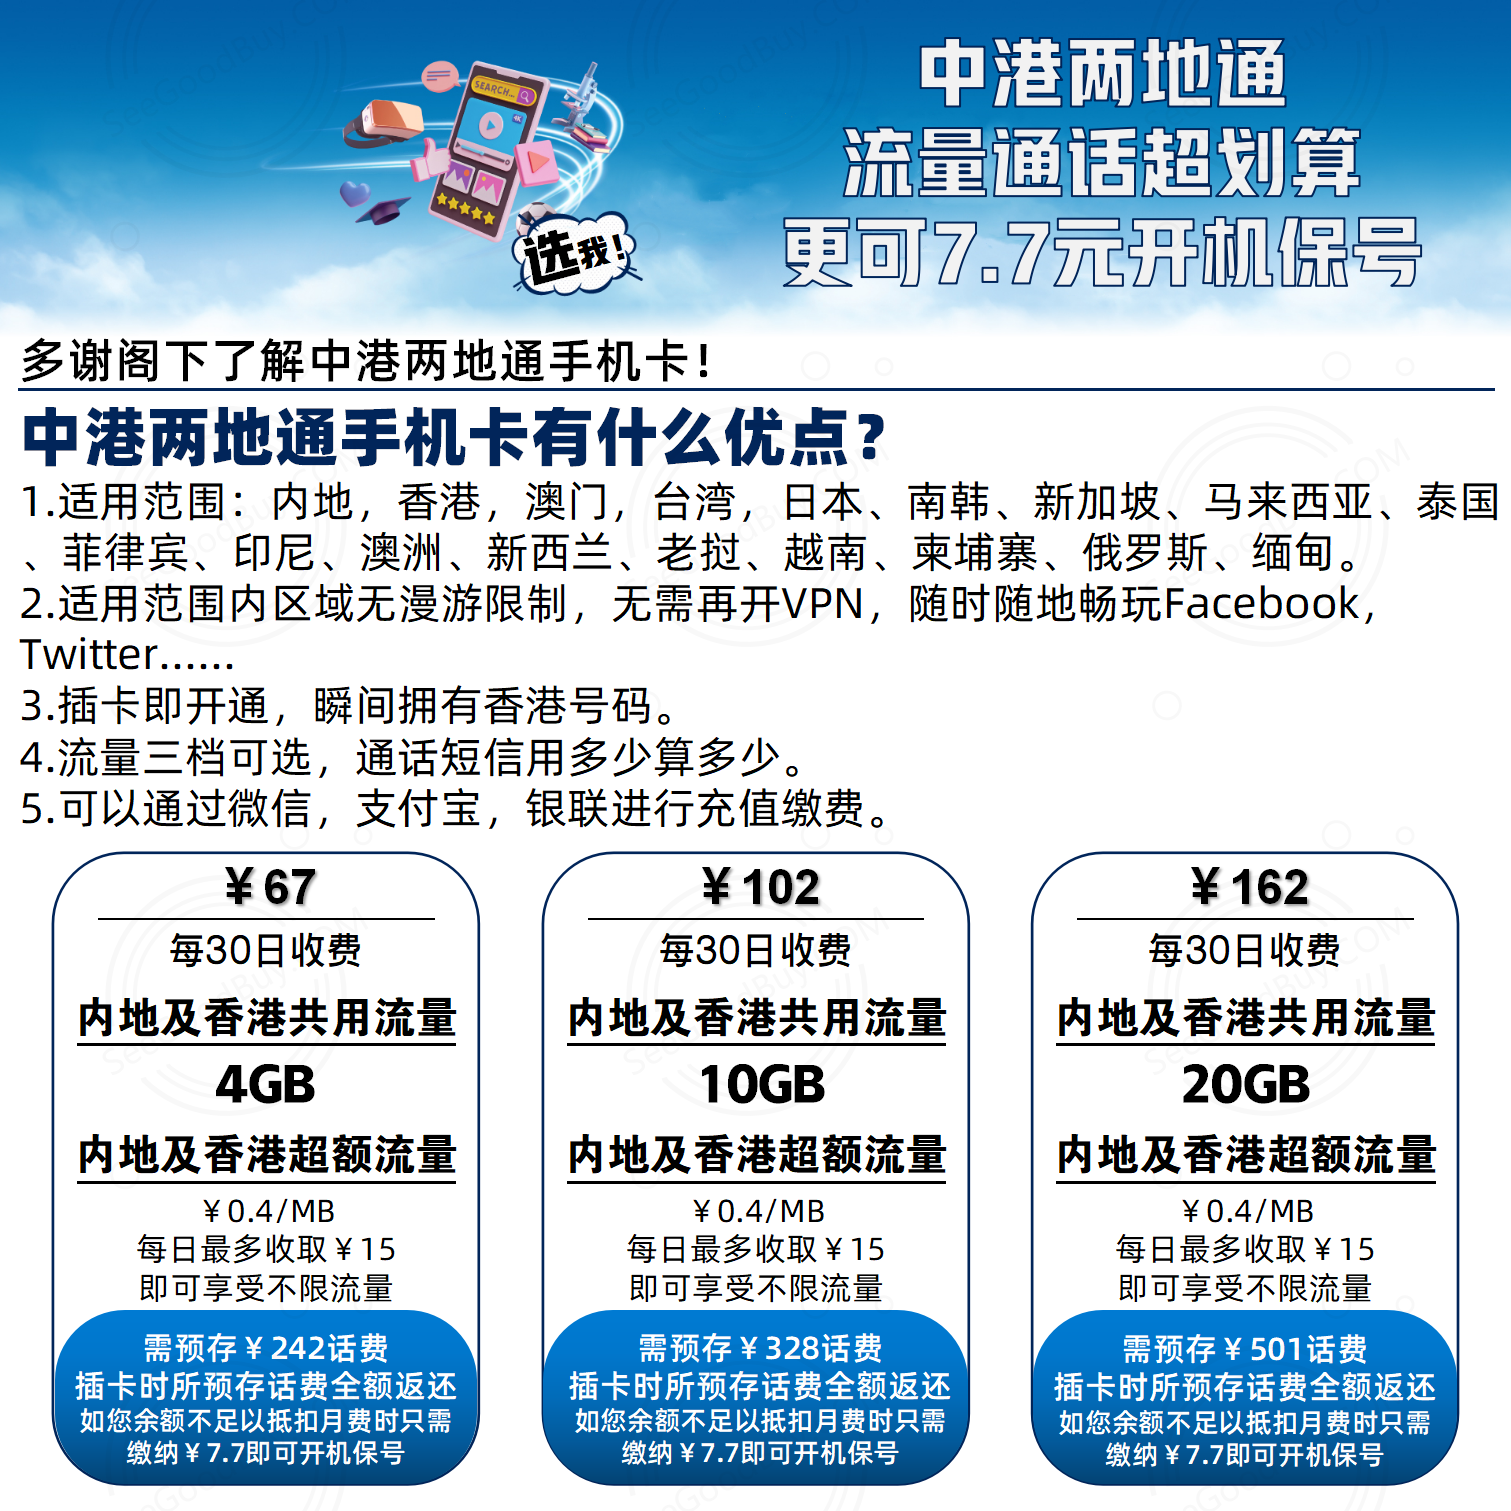 SEARCH...
4K
选我！
中港两地通
流量通话超划算
更可7.7元开机保号
多谢阁下了解中港两地通手机卡！
中港两地通手机卡有什么优点？
1.适用范围：内地，香港，澳门，台湾，日本、南韩、新加坡、马来西亚、泰国
、菲律宾、印尼、澳洲、新西兰、老挝、越南、柬埔寨、俄罗斯、缅甸。
2.适用范围内区域无漫游限制，无需再开VPN，随时随地畅玩Facebook，
Twitter......
3.插卡即开通，瞬间拥有香港号码。
4.流量三档可选，通话短信用多少算多少。
5.可以通过微信，支付宝，银联进行充值缴费。
￥67
每30日收费
内地及香港共用流量
4GB
内地及香港超额流量
￥0.4/MB
每日最多收取￥15
即可享受不限流量
需预存￥242话费
插卡时所预存话费全额返还
如您余额不足以抵扣月费时只需
缴纳￥7.7即可开机保号
￥102
每30日收费
内地及香港共用流量
10GB
内地及香港超额流量
￥0.4/MB
每日最多收取￥15
即可享受不限流量
需预存￥328话费
插卡时所预存话费全额返还
如您余额不足以抵扣月费时只需
缴纳￥7.7即可开机保号
￥162
每30日收费
内地及香港共用流量
20GB
内地及香港超额流量
￥0.4/MB
每日最多收取￥15
即可享受不限流量
需预存￥501话费
插卡时所预存话费全额返还
如您余额不足以抵扣月费时只需
缴纳￥7.7即可开机保号